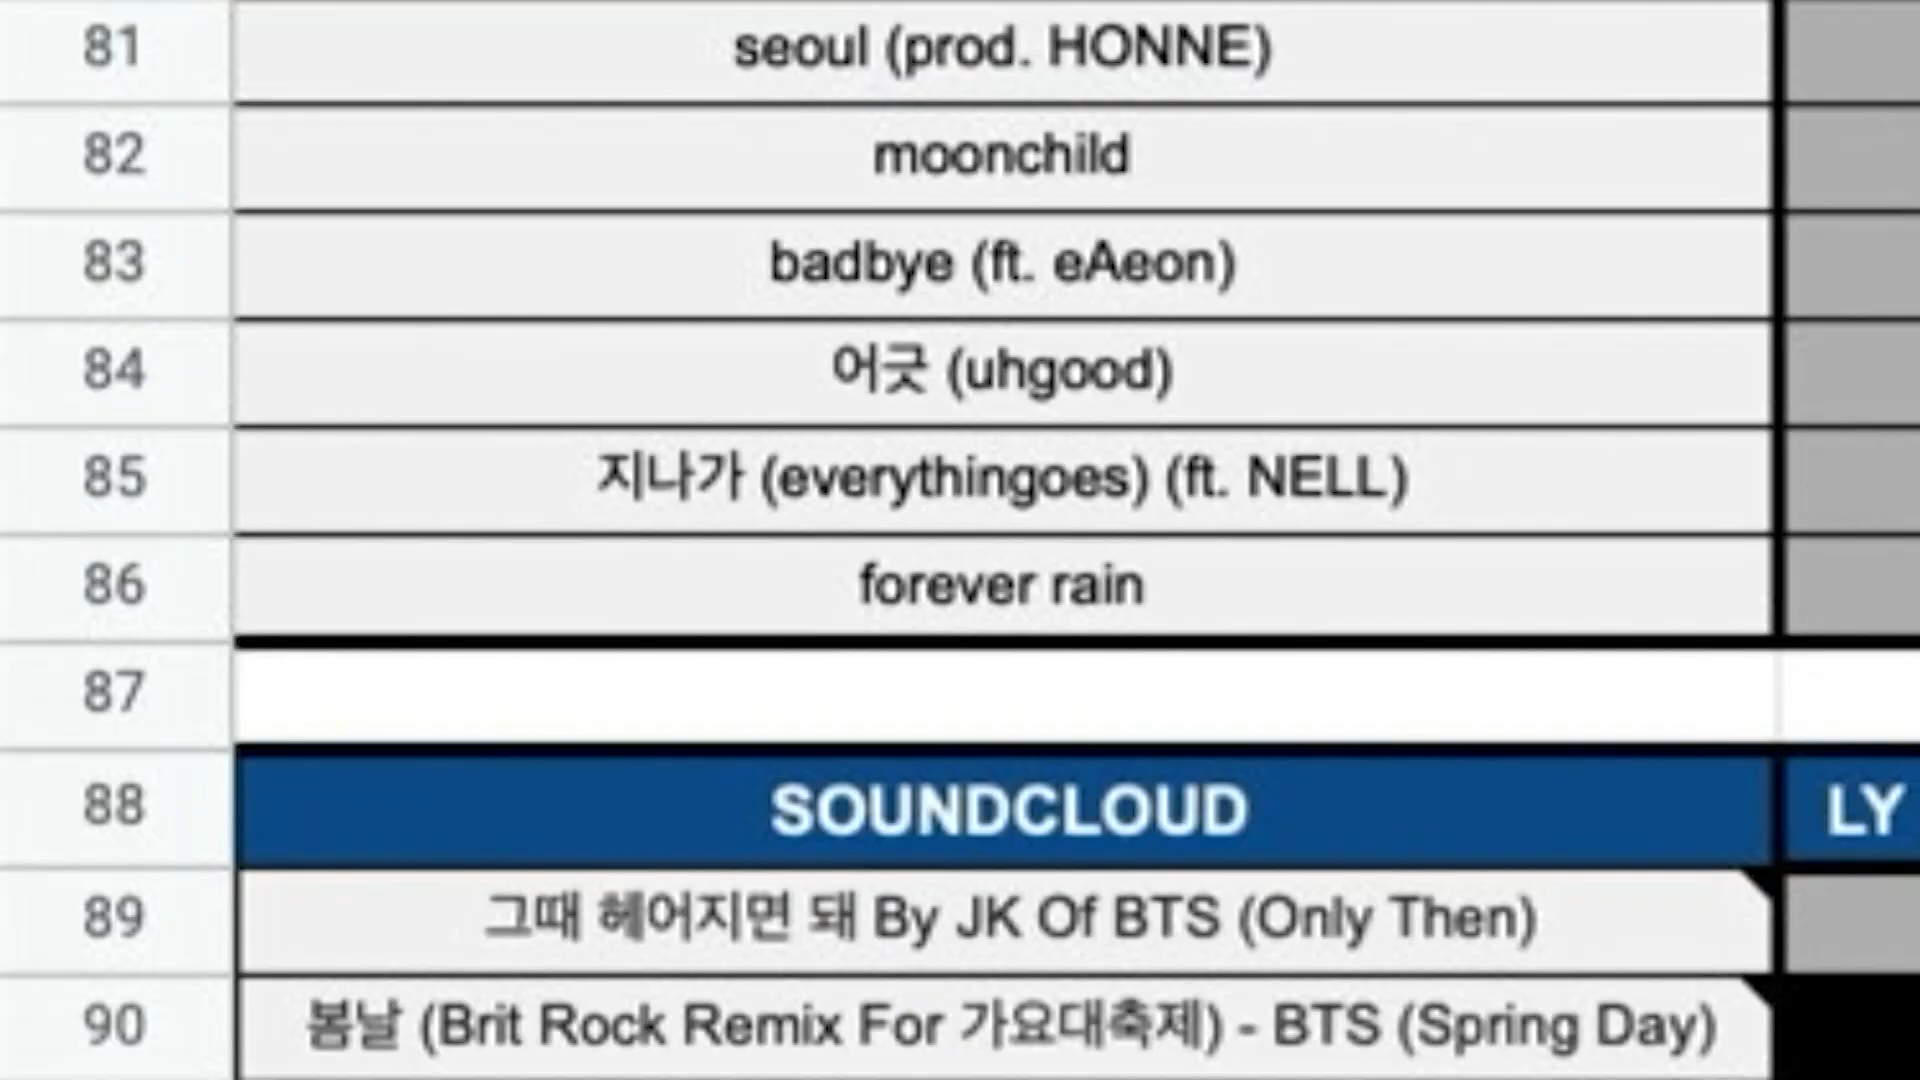 81 seoul (prod. HONNE)
82 moonchild
83 badbye (ft. eAeon)
84 어긋 (uhgood)
85 지나가 (everythingoes) (ft. NELL)
86 forever rain
87
88 SOUNDCLOUD LY
89 그때 헤어지면 돼 By JK Of BTS (Only Then)
90 봄날 (Brit Rock Remix For 가요대축제) - BTS (Spring Day)